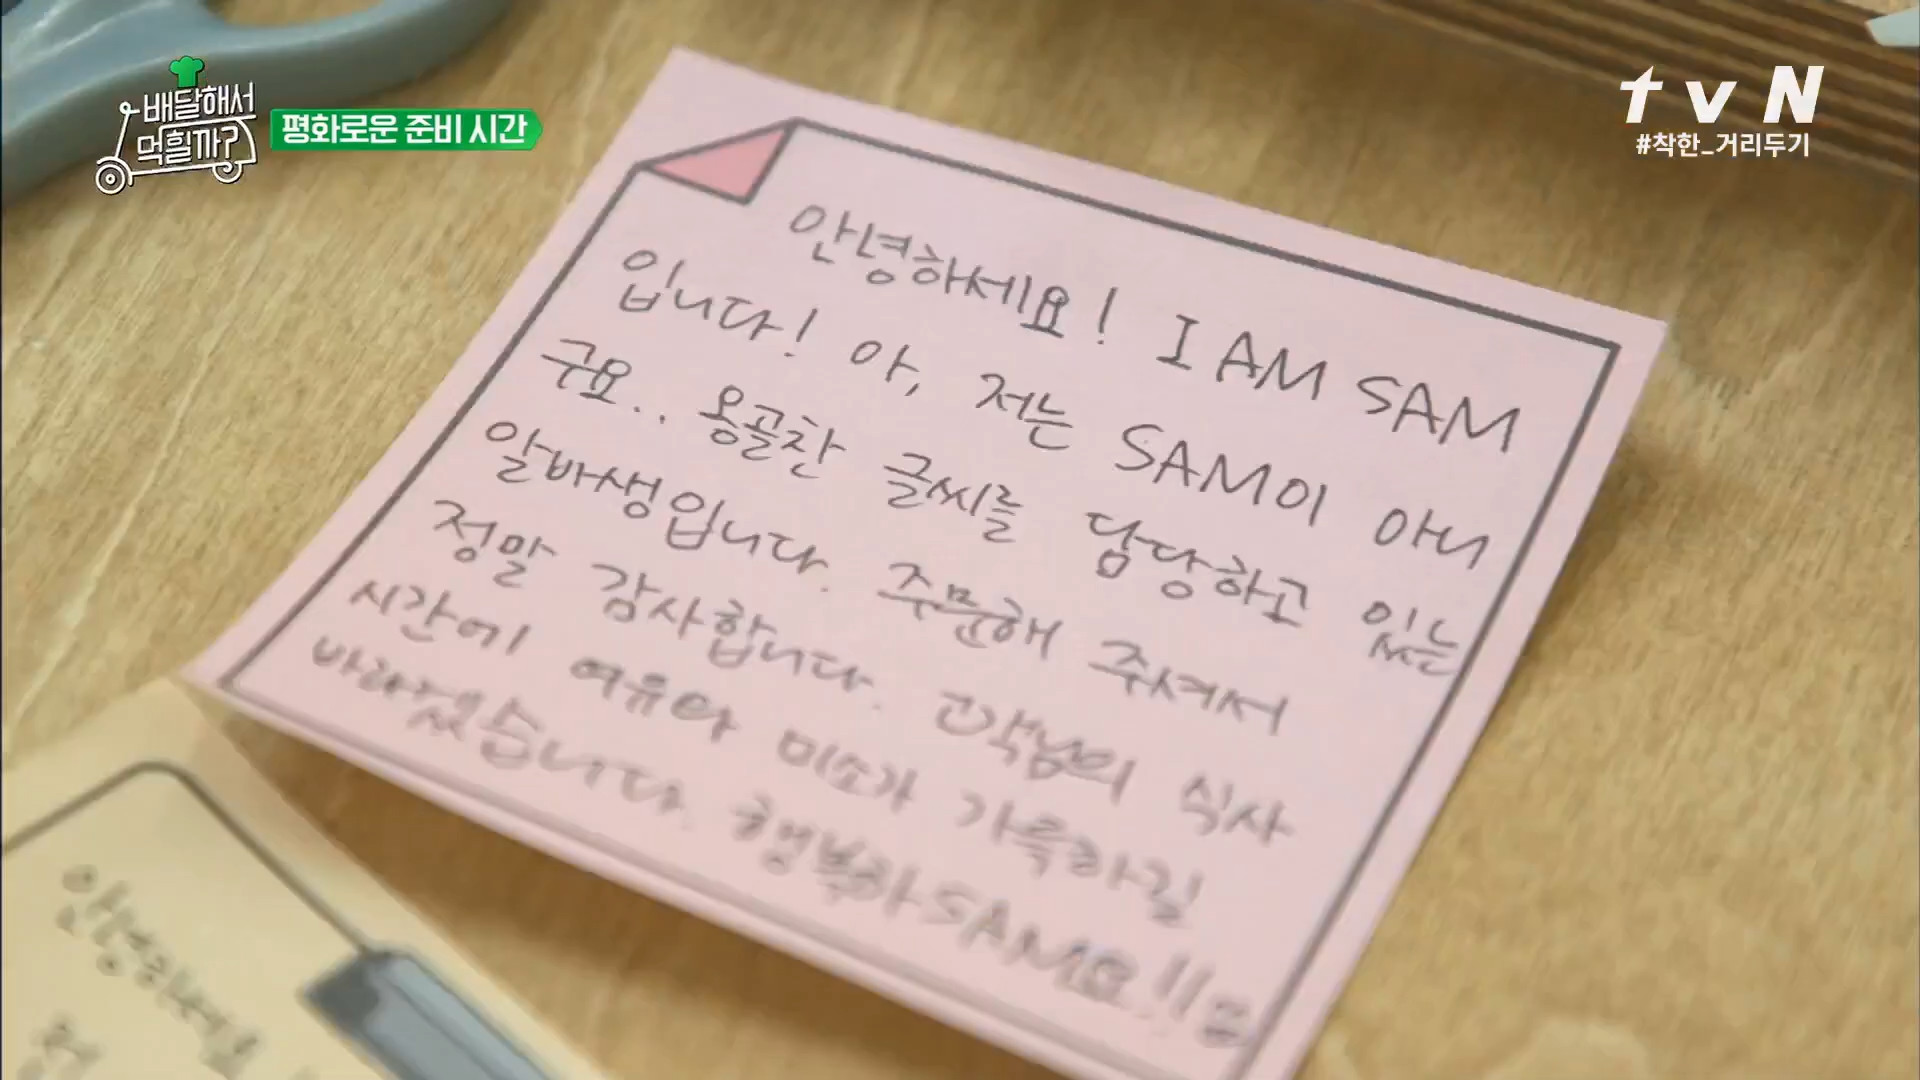 배달해서
먹힐까?
평화로운 준비 시간
tvN
#착한_거리두기
안녕하세요! I AM SAM
입니다! 아, 저는 SAM이 아니
구요.. 옹골찬 글씨를 담당하고 있는
알바생입니다. 주문해 주셔서
정말 감사합니다. 고객님의 식사
시간에 여유와 미소가 가득하길
바라겠습니다. 행복하SAM요!!
안녕하세요